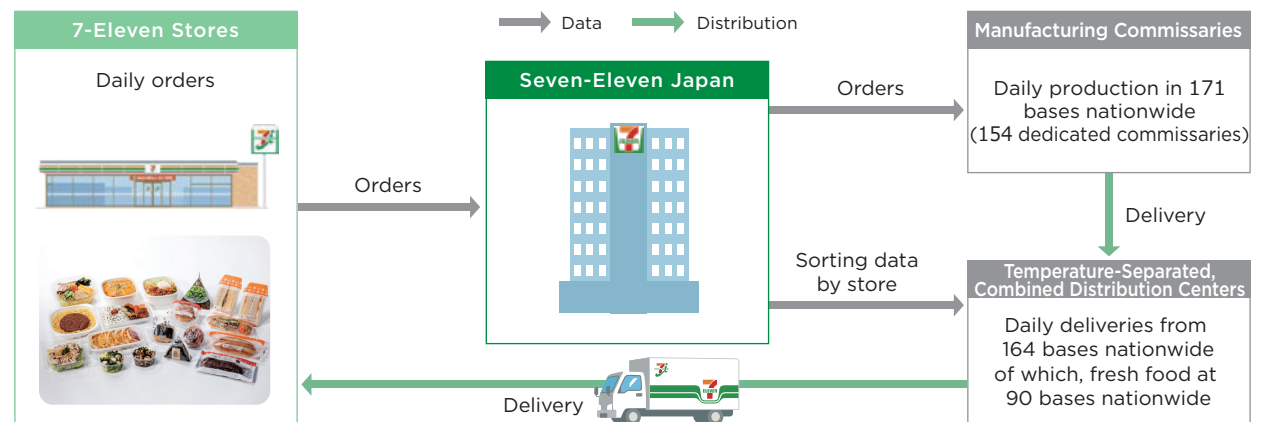 7-Eleven Stores
Daily orders
Data
Distribution
Orders
Seven-Eleven Japan
Orders
Sorting data
by store
Manufacturing Commissaries
Daily production in 171
bases nationwide
(154 dedicated commissaries)
Delivery
Temperature-Separated,
Combined Distribution Centers
Daily deliveries from
164 bases nationwide
of which, fresh food at
90 bases nationwide
Delivery